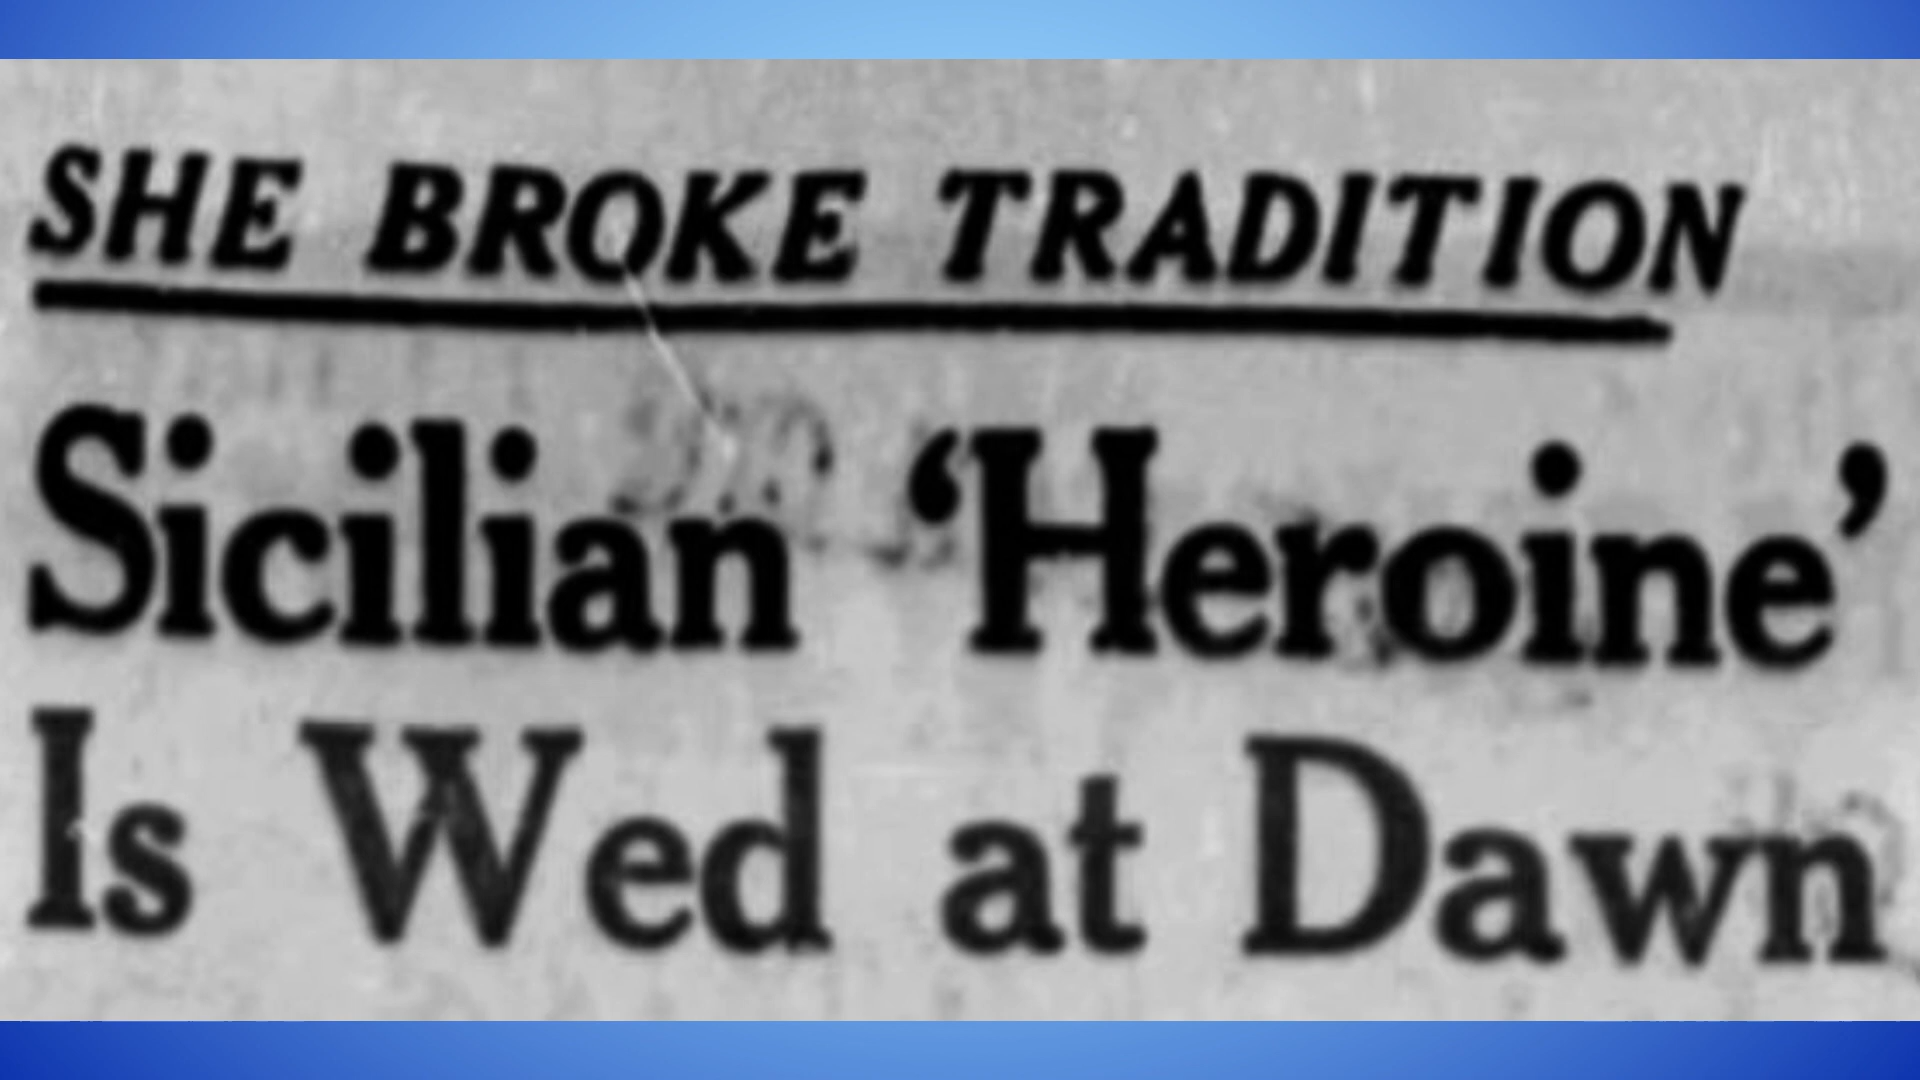 SHE BROKE TRADITION
Sicilian ‘Heroine’
Is Wed at Dawn